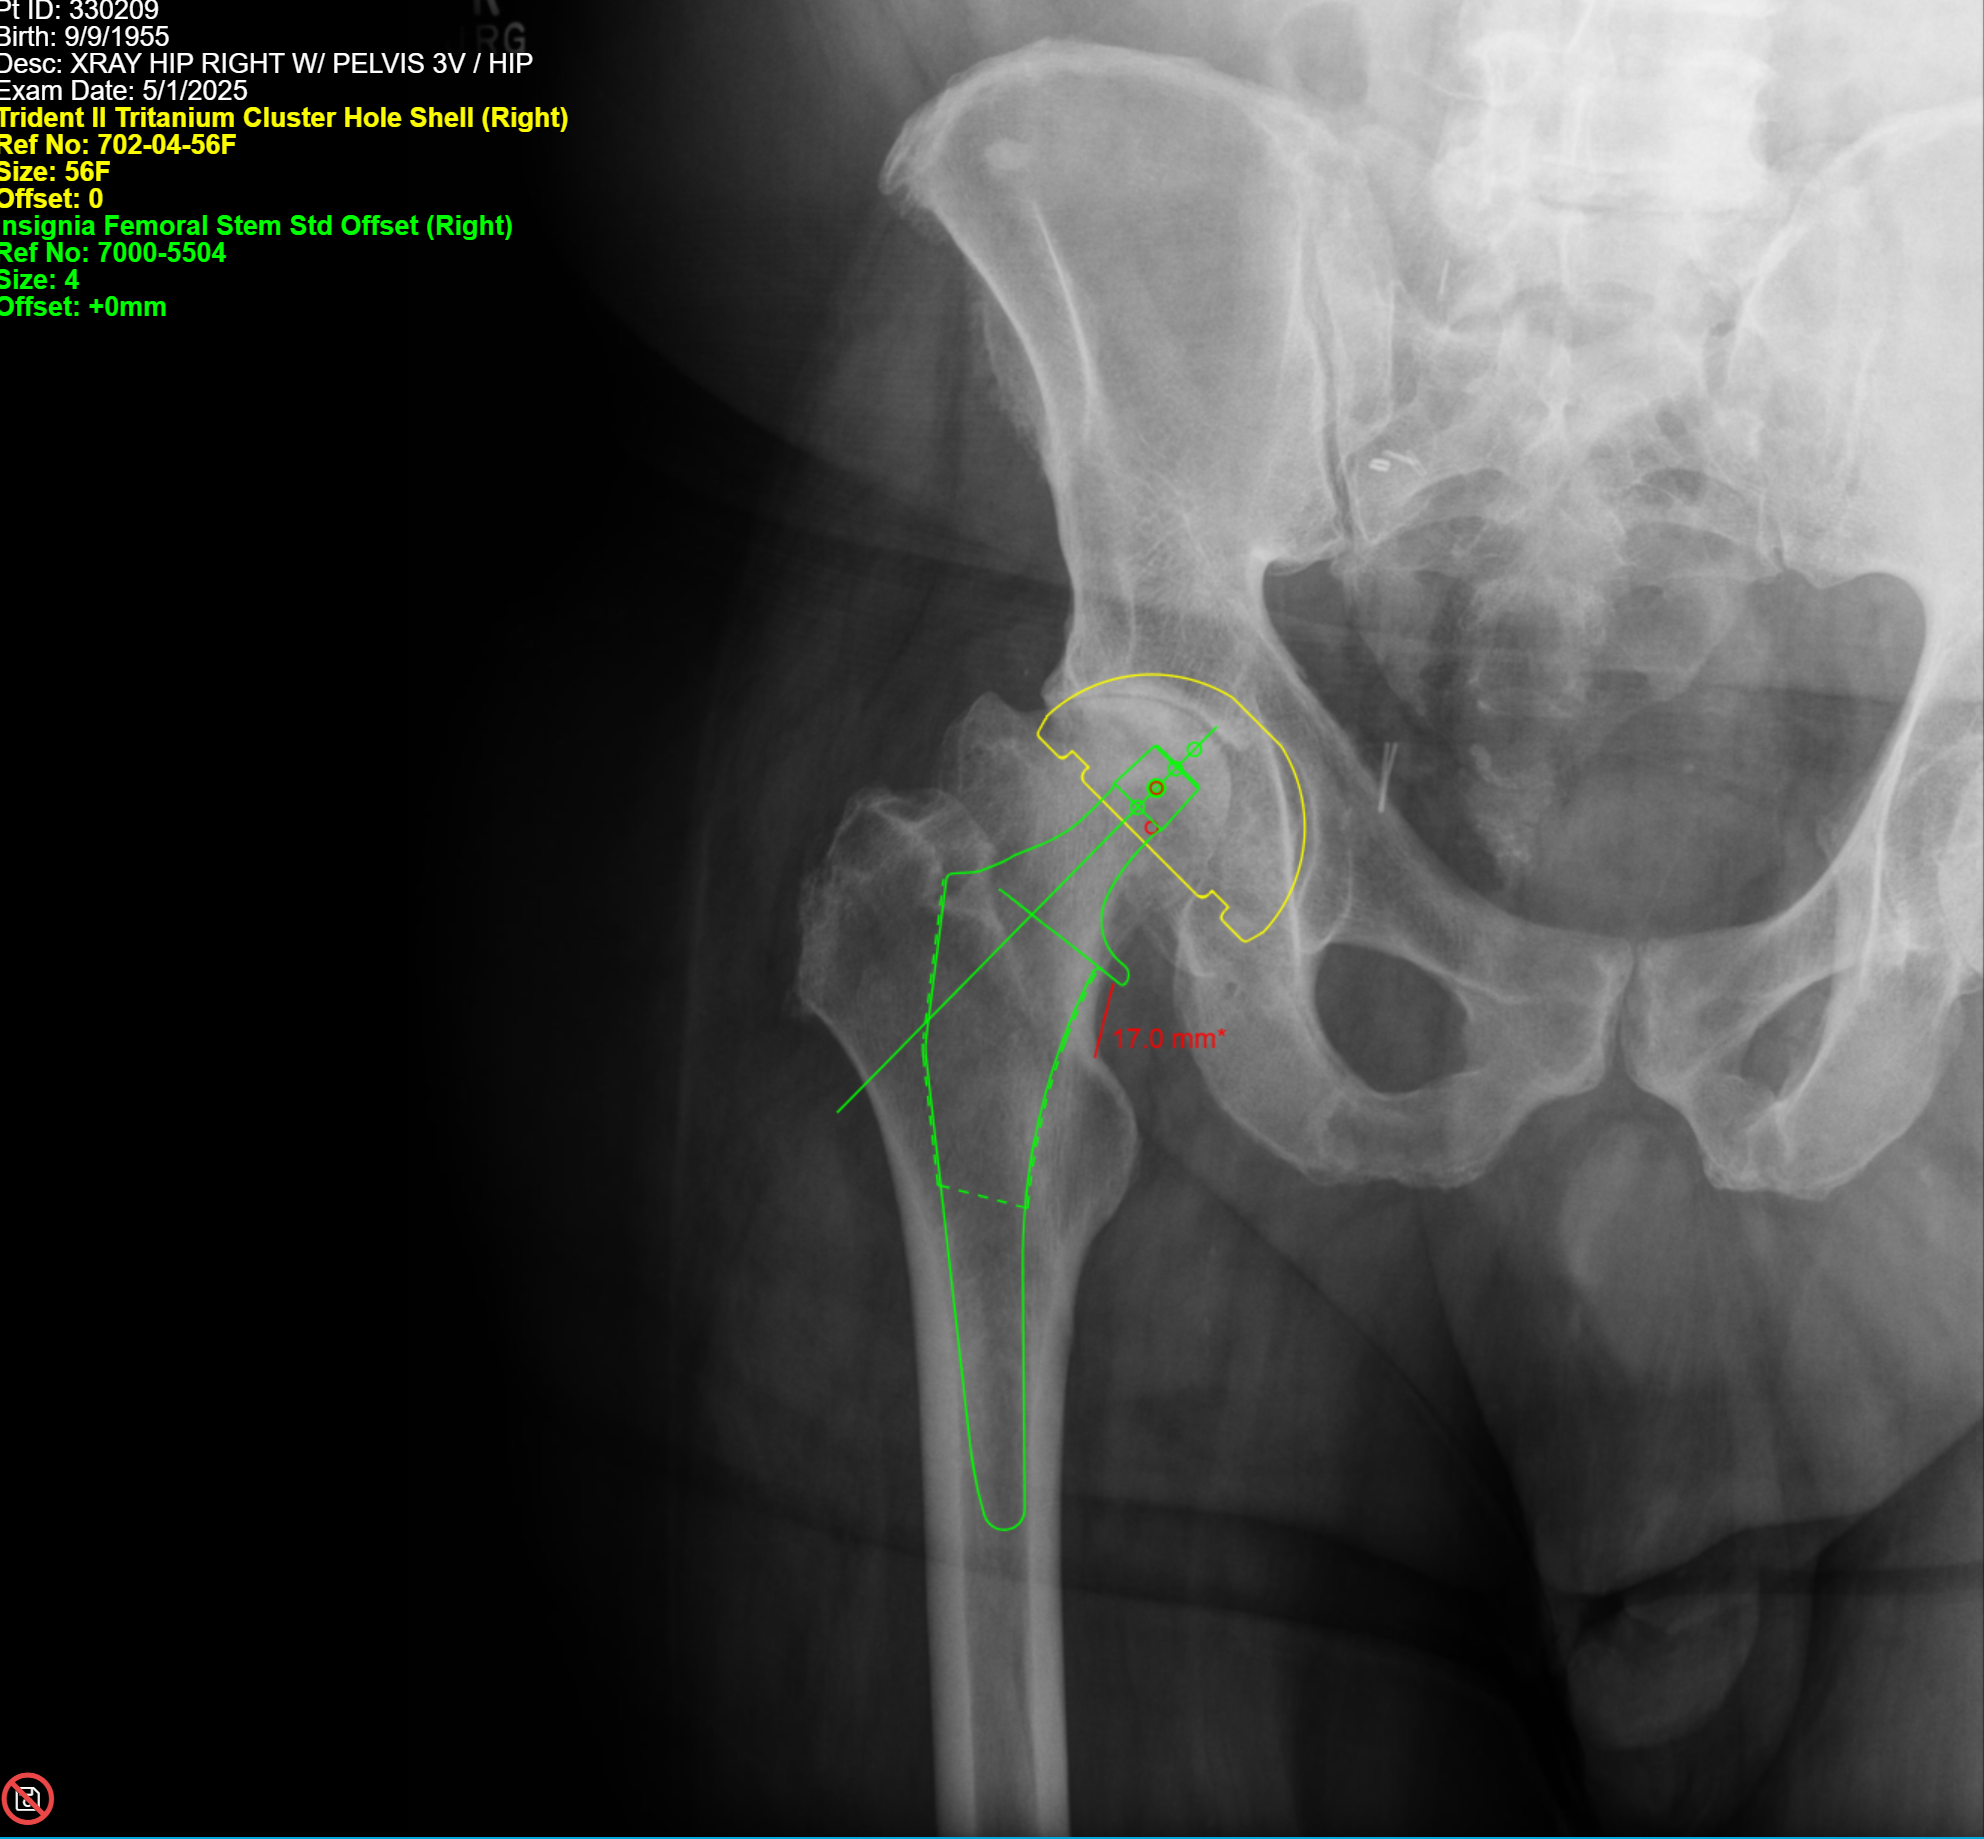 Pt ID: 330209
Birth: 9/9/1955
Desc: XRAY HIP RIGHT W/ PELVIS 3V / HIP
Exam Date: 5/1/2025
Trident II Tritanium Cluster Hole Shell (Right)
Ref No: 702-04-56F
Size: 56F
Offset: 0
Insignia Femoral Stem Std Offset (Right)
Ref No: 7000-5504
Size: 4
Offset: +0mm
R
RG
C
17.0 mm*